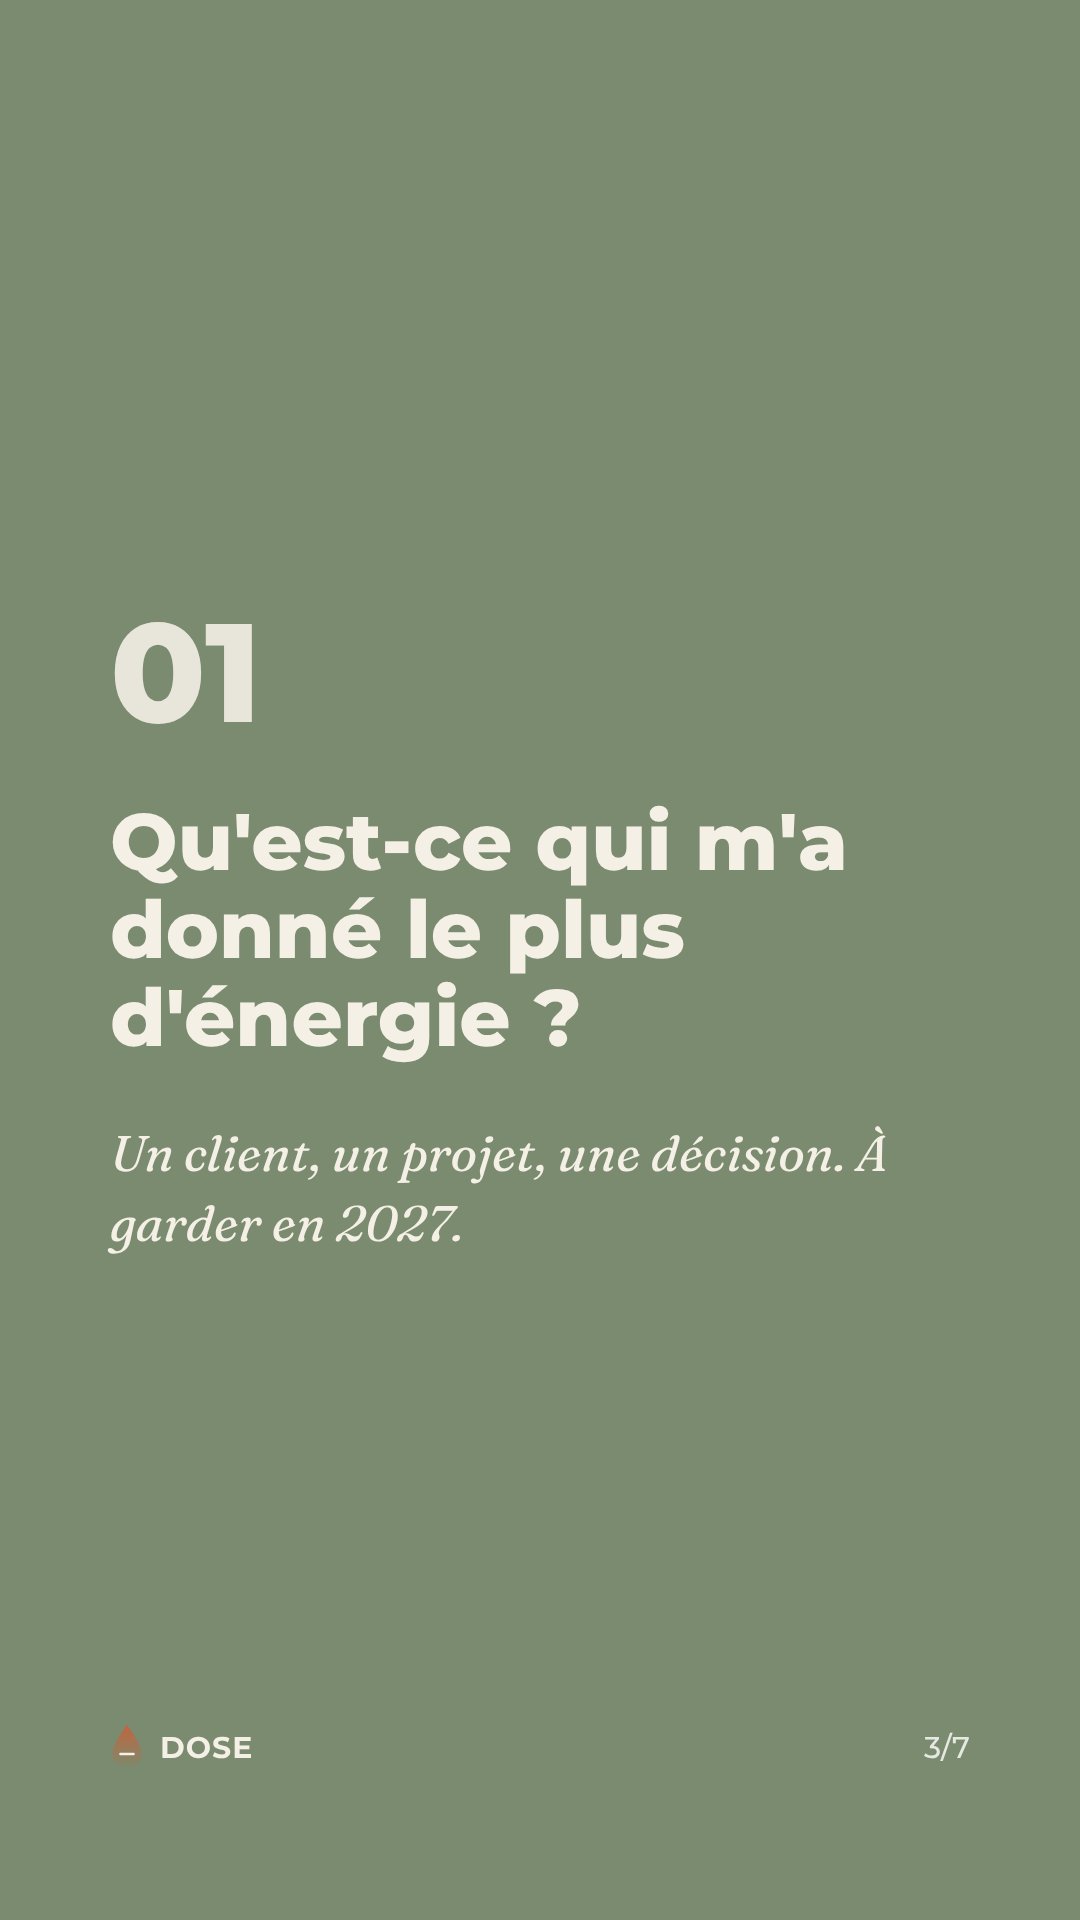 01
Qu'est-ce qui m'a
donné le plus
d'énergie ?
Un client, un projet, une décision. À
garder en 2027.
DOSE
3/7